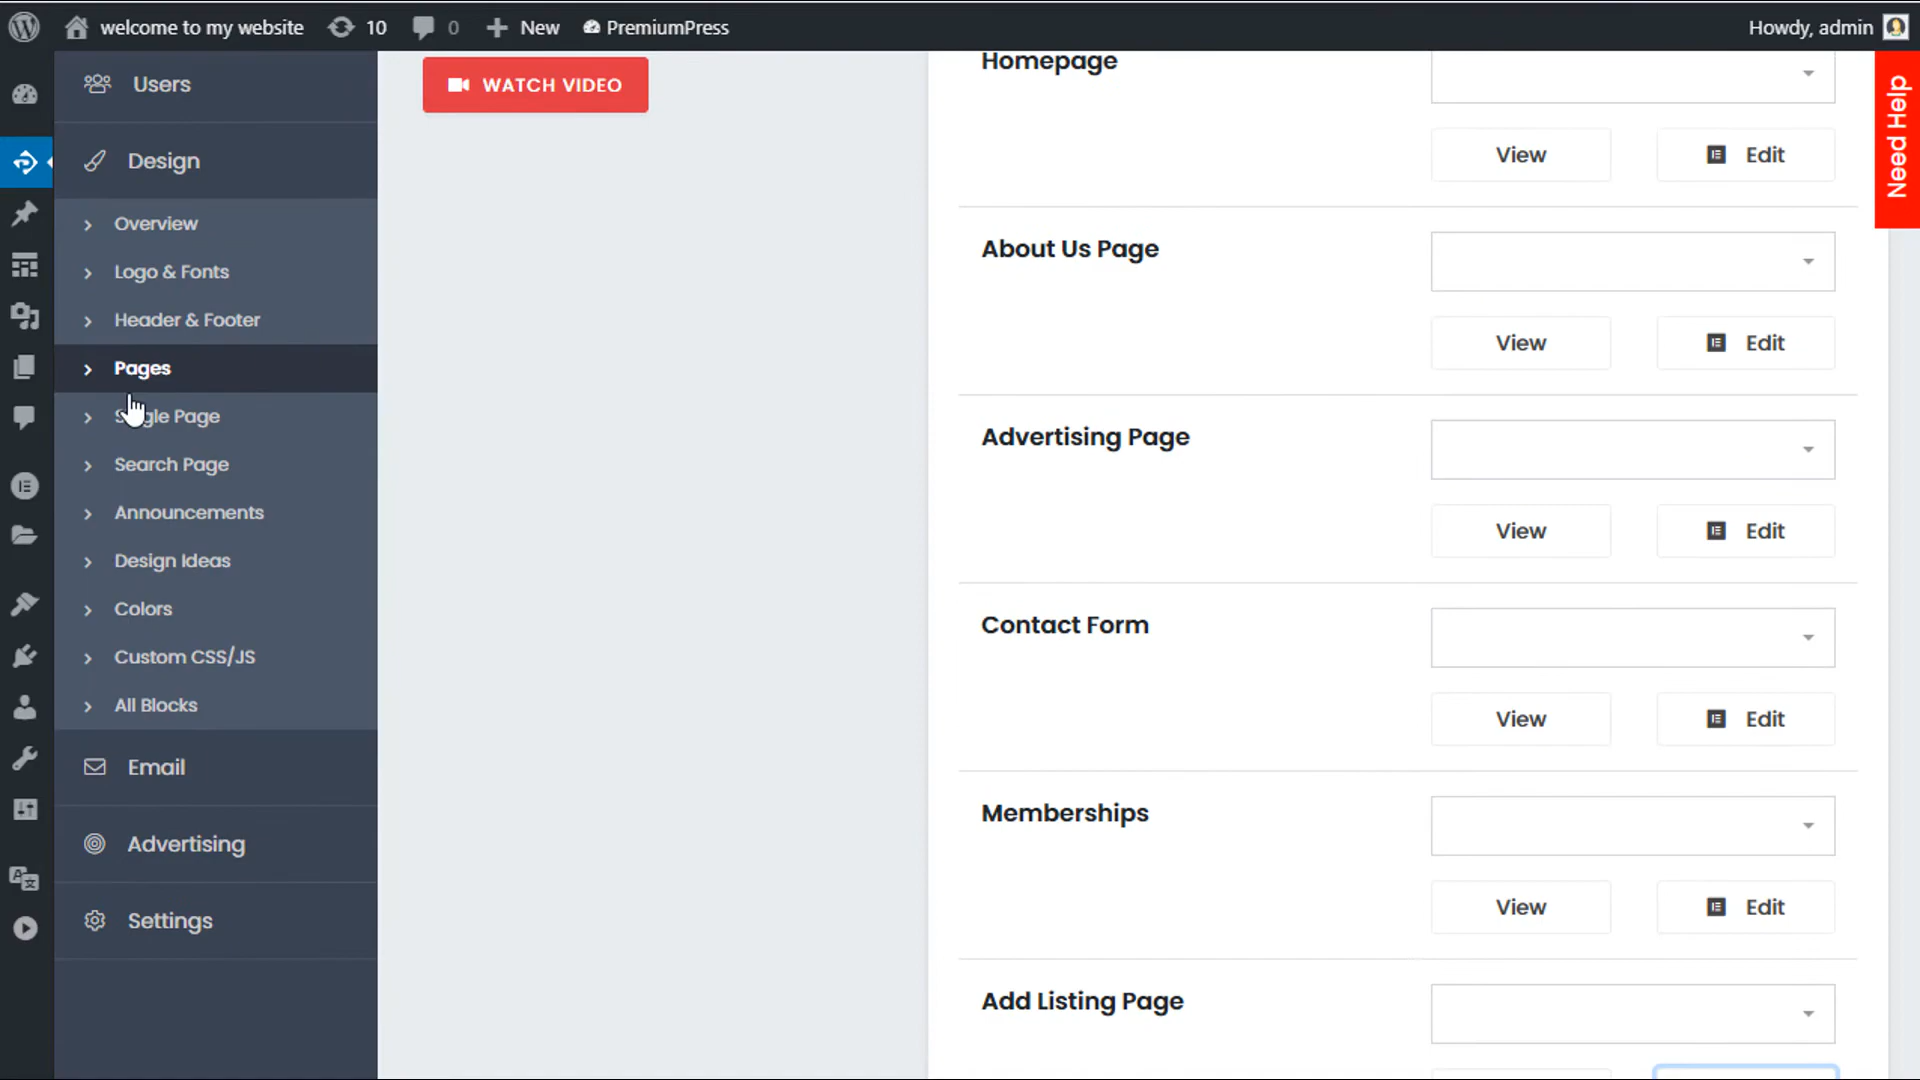 welcome to my website 10 0 New PremiumPress Howdy, admin
Users
Design
Overview
Logo & Fonts
Header & Footer
Pages
Single Page
Search Page
Announcements
Design Ideas
Colors
Custom CSS/JS
All Blocks
Email
Advertising
Settings
WATCH VIDEO
Homepage
View Edit
About Us Page
View Edit
Advertising Page
View Edit
Contact Form
View Edit
Memberships
View Edit
Add Listing Page
Need Help